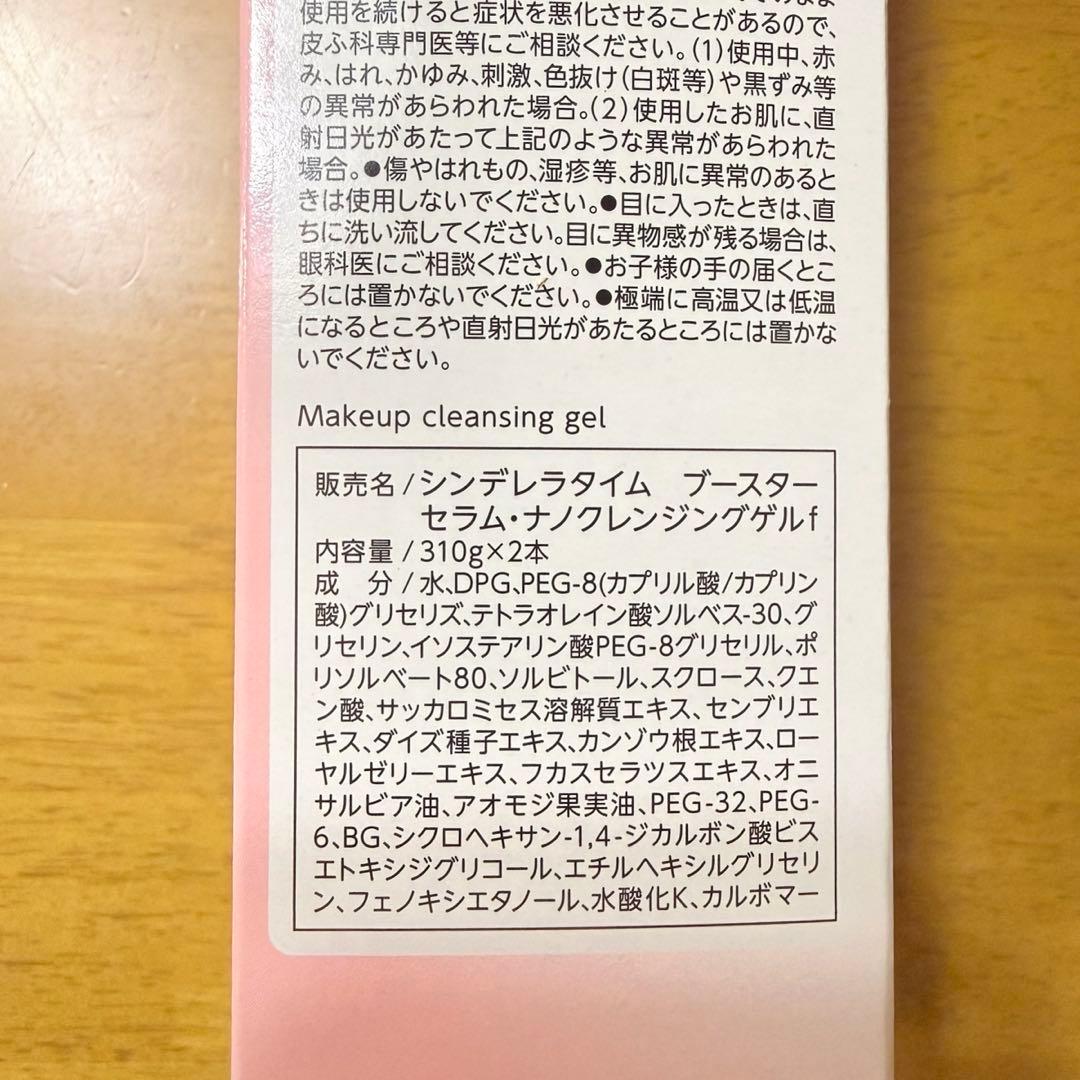 使用を続けると症状を悪化させることがあるので、
皮ふ科専門医等にご相談ください。(1)使用中、赤
み、はれ、かゆみ、刺激、色抜け(白斑等)や黒ずみ等
の異常があらわれた場合。(2)使用したお肌に、直
射日光があたって上記のような異常があらわれた
場合。●傷やはれもの、湿疹等、お肌に異常のあると
きは使用しないでください。●目に入ったときは、直
ちに洗い流してください。目に異物感が残る場合は、
眼科医にご相談ください。●お子様の手の届くとこ
ろには置かないでください。●極端に高温又は低温
になるところや直射日光があたるところには置かな
いでください。
Makeup cleansing gel
販売名/シンデレラタイム ブースター
セラム・ナノクレンジングゲルf
内容量/310g×2本
成 分/水、DPG、PEG-8(カプリル酸/カプリン
酸)グリセリズ、テトラオレイン酸ソルベス-30、グ
リセリン、イソステアリン酸PEG-8グリセリル、ポ
リソルベート80、ソルビトール、スクロース、クエ
ン酸、サッカロミセス溶解質エキス、センブリエ
キス、ダイズ種子エキス、カンゾウ根エキス、ロー
ヤルゼリーエキス、フカスセラツスエキス、オニ
サルビア油、アオモジ果実油、PEG-32、PEG-
6、BG、シクロヘキサン-1,4-ジカルボン酸ビス
エトキシジグリコール、エチルヘキシルグリセリ
ン、フェノキシエタノール、水酸化K、カルボマー